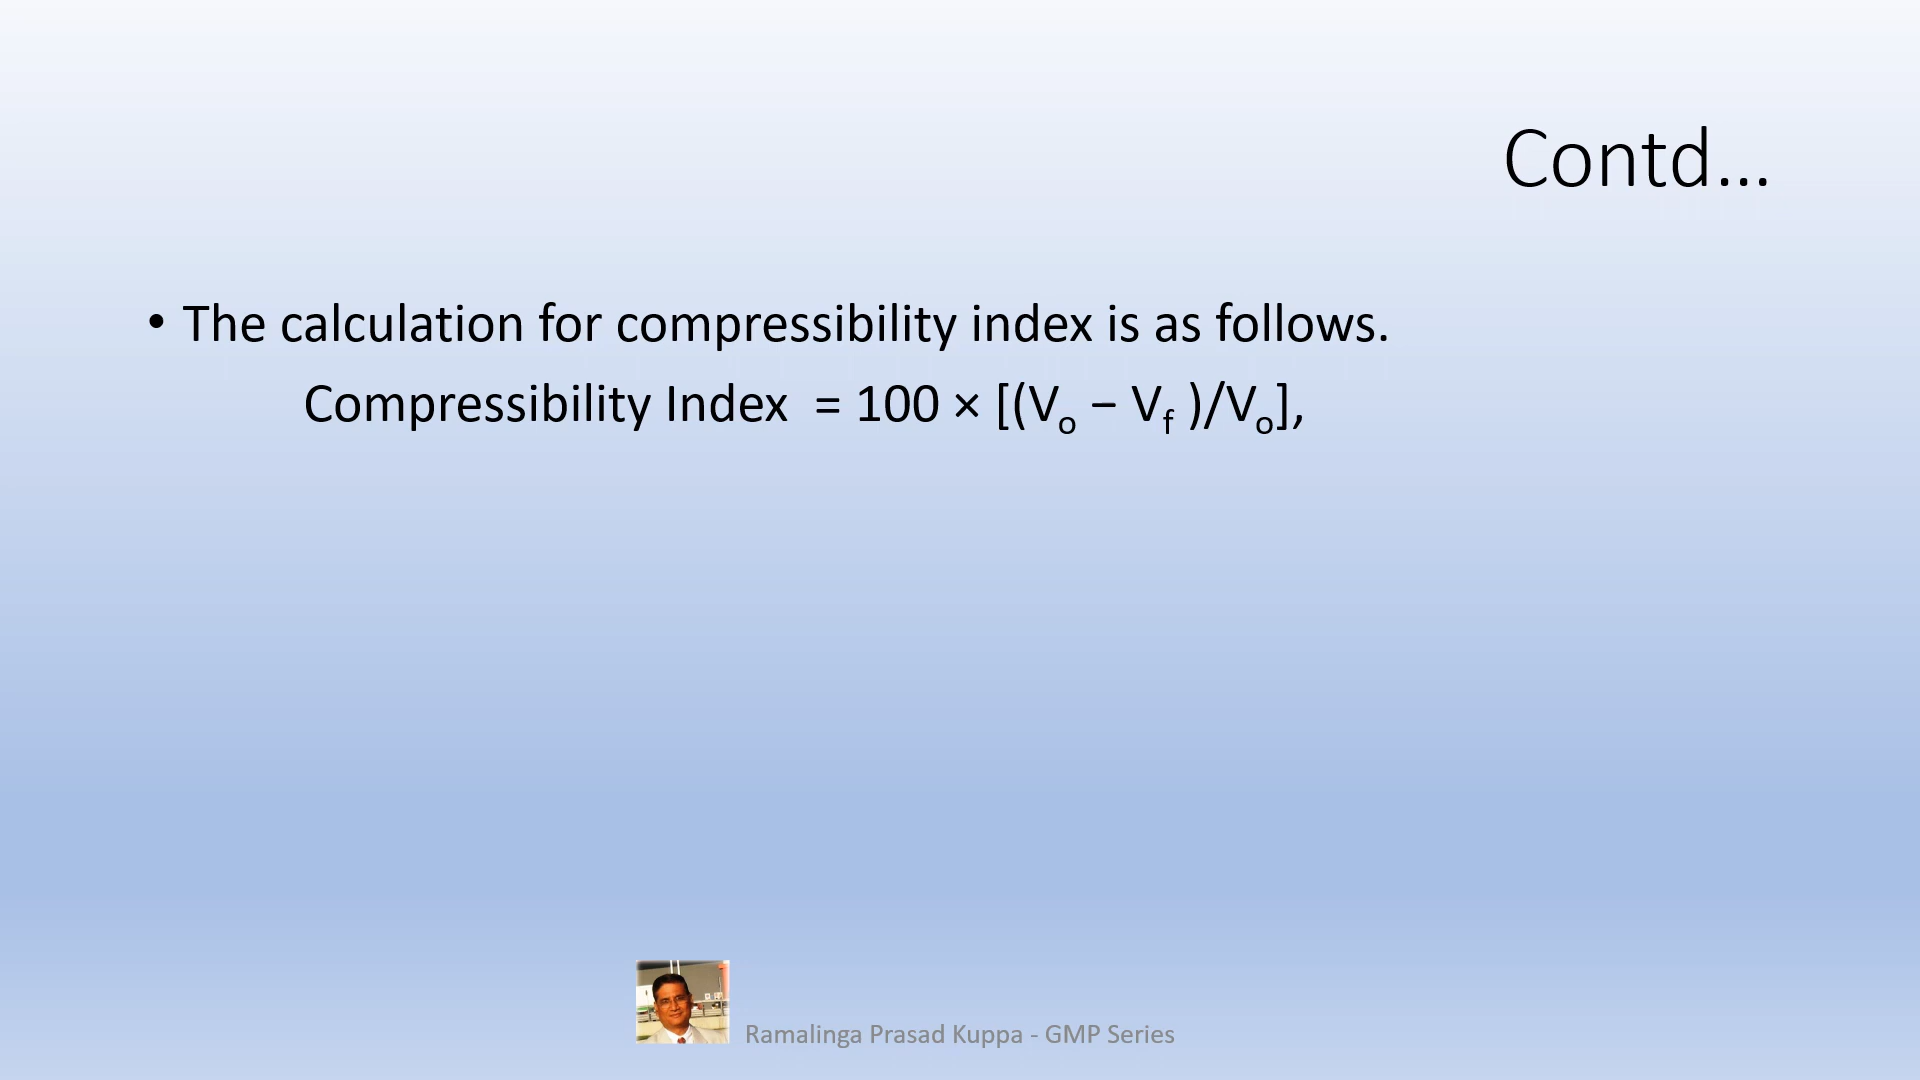 Contd...
• The calculation for compressibility index is as follows.
Compressibility Index = 100 × [(Vₒ − V_f )/Vₒ],
Ramalinga Prasad Kuppa - GMP Series